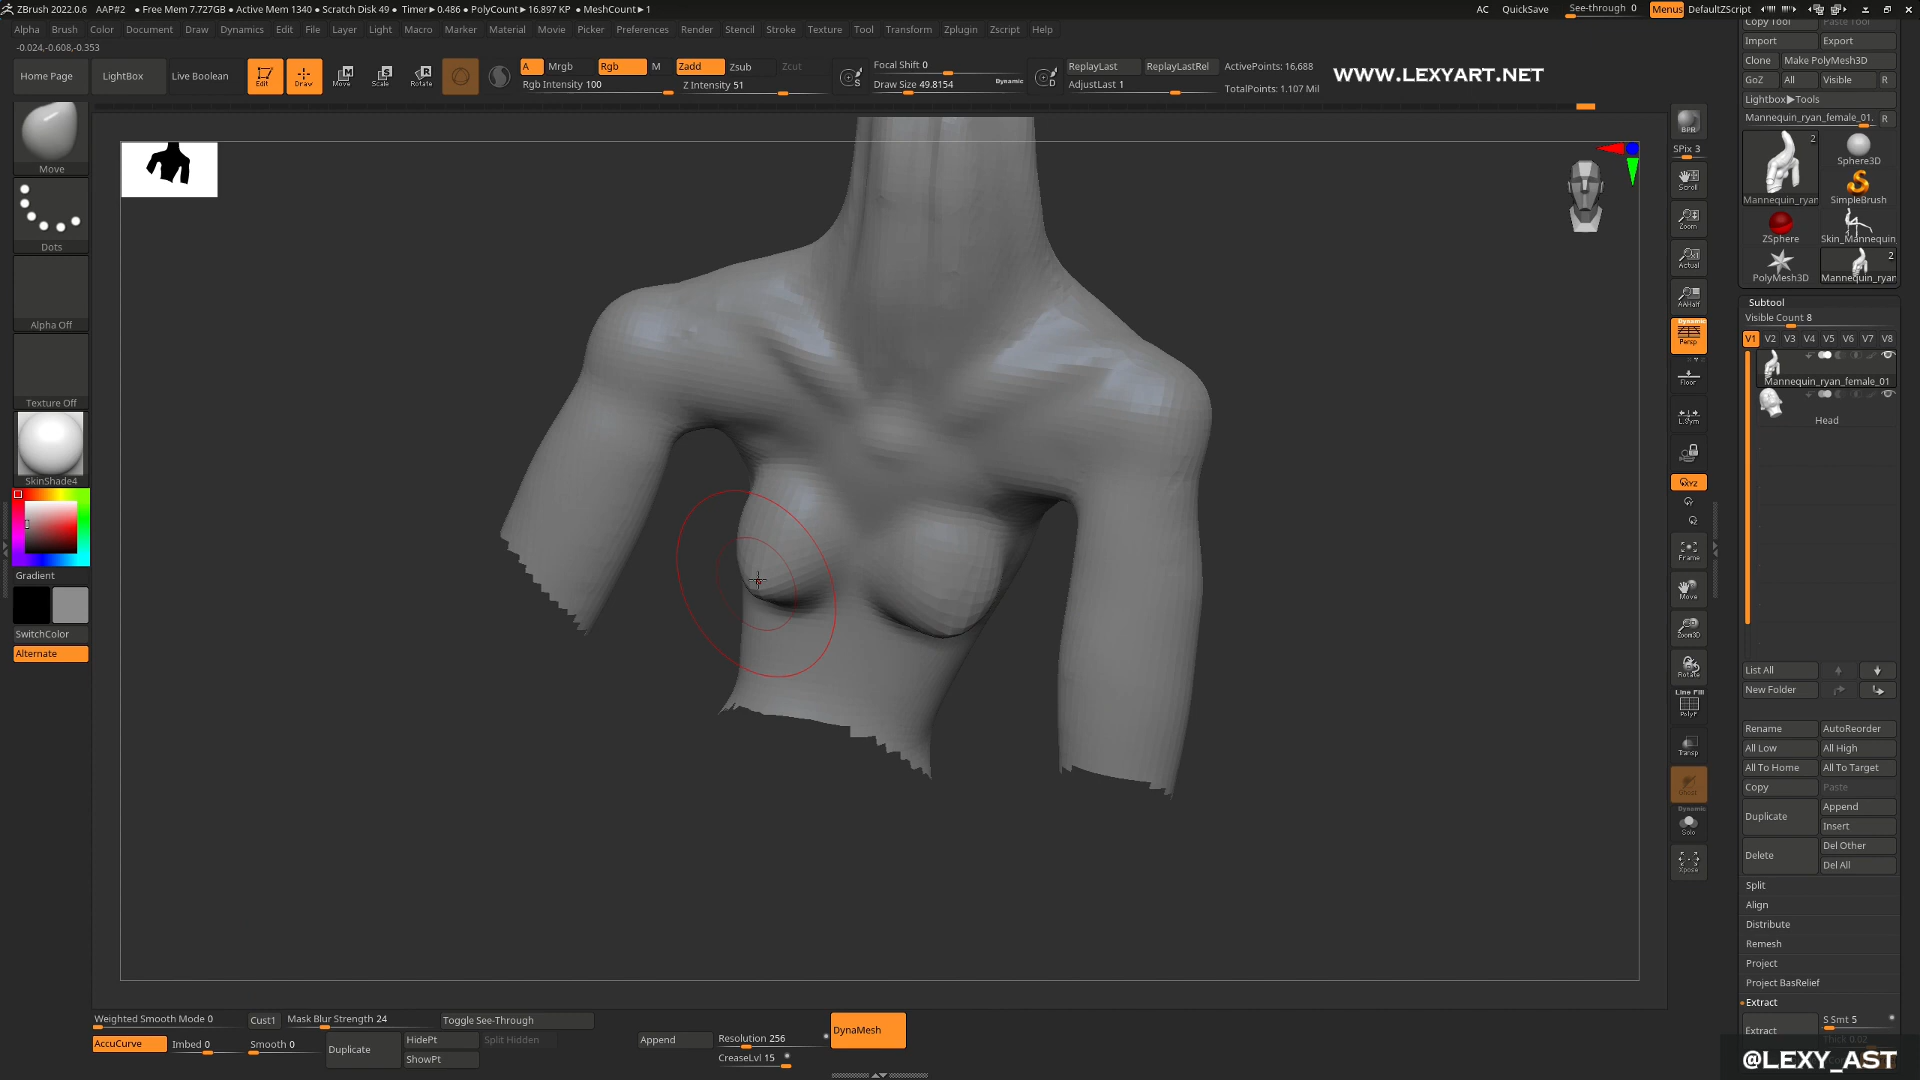 ZBrush 2022.0.6 AAP#2 ● Free Mem 7.727GB ● Active Mem 1340 ● Scratch Disk 49 ● Timer▶0.486 ● PolyCount▶16.897 KP ● MeshCount▶1 AC QuickSave See-through 0 Menus DefaultZScript
Alpha Brush Color Document Draw Dynamics Edit File Layer Light Macro Marker Material Movie Picker Preferences Render Stencil Stroke Texture Tool Transform Zplugin Zscript Help
-0.024,-0.608,-0.353
Home Page LightBox Live Boolean
Edit Draw Move Scale Rotate
A Mrgb Rgb M Zadd Zsub Zcut
Rgb Intensity 100 Z Intensity 51
S
Focal Shift 0
Draw Size 49.8154 Dynamic
D
ReplayLast ReplayLastRel
AdjustLast 1
ActivePoints: 16,688
TotalPoints: 1.107 Mil
WWW.LEXYART.NET
Move
Dots
Alpha Off
Texture Off
SkinShade4
Gradient
SwitchColor
Alternate
BPR
SPix 3
Scroll
Zoom
Actual
AAHalf
Dynamic
Persp
Floor
L.Sym
XYZ
Frame
Move
Zoom3D
Rotate
Line Fill
PolyF
Transp
Ghost
Dynamic
Solo
Xpose
Copy Tool Paste Tool
Import Export
Clone Make PolyMesh3D
GoZ All Visible R
Lightbox▶Tools
Mannequin_ryan_female_01. R
2
Mannequin_ryan
Sphere3D
SimpleBrush
ZSphere
Skin_Mannequin
PolyMesh3D
2
Mannequin_ryan
Subtool
Visible Count 8
V1 V2 V3 V4 V5 V6 V7 V8
Mannequin_ryan_female_01
Head
List All
New Folder
Rename AutoReorder
All Low All High
All To Home All To Target
Copy Paste
Duplicate Append
Insert
Delete Del Other
Del All
Split
Align
Distribute
Remesh
Project
Project BasRelief
Extract
Extract S Smt 5
Thick 0.02
Weighted Smooth Mode 0 Cust1 Mask Blur Strength 24 Toggle See-Through
AccuCurve Imbed 0 Smooth 0 Duplicate HidePt Split Hidden
ShowPt
Append Resolution 256
CreaseLvl 15
DynaMesh
@LEXY_AST